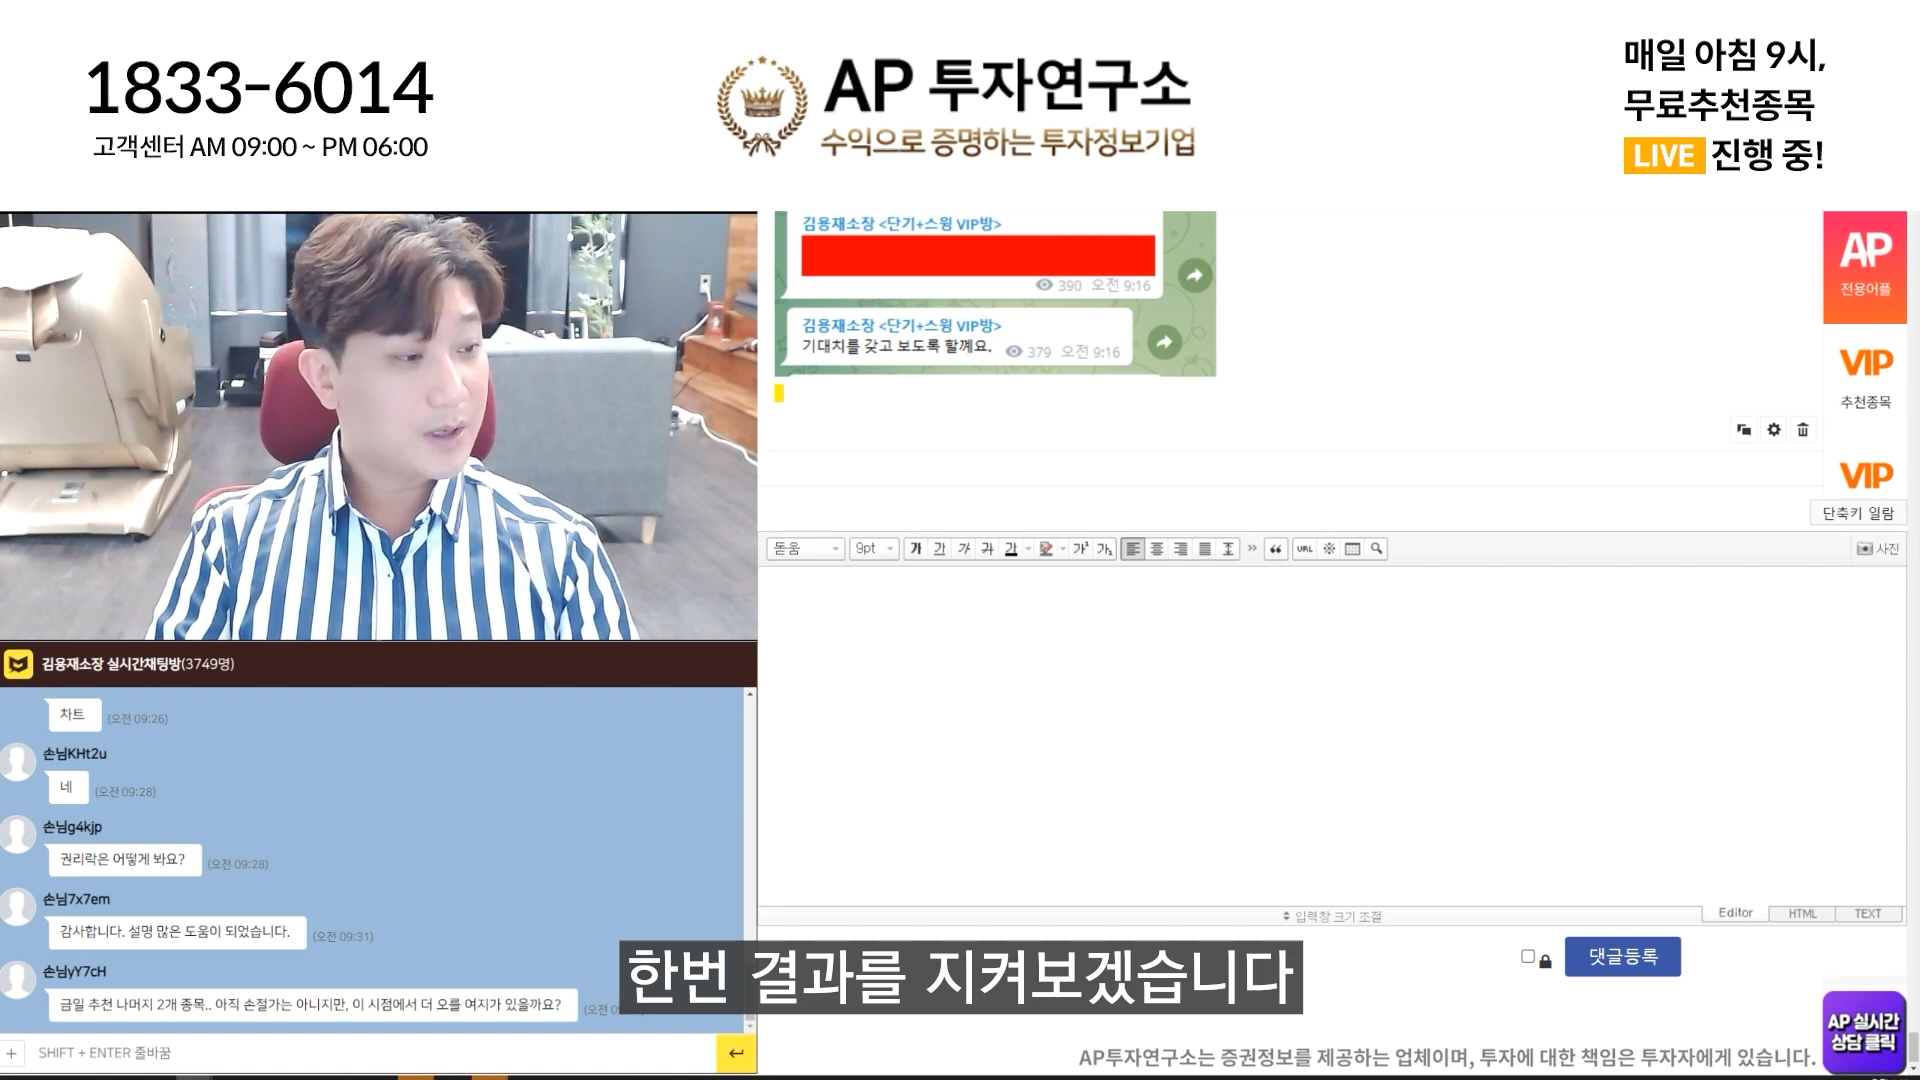 1833-6014
고객센터 AM 09:00 ~ PM 06:00
AP 투자연구소
수익으로 증명하는 투자정보기업
매일 아침 9시,
무료추천종목
LIVE 진행 중!
김용재소장 <단기+스윙 VIP방>
390 오전 9:16
김용재소장 <단기+스윙 VIP방>
기대치를 갖고 보도록 할께요. 379 오전 9:16
AP
전용어플
VIP
추천종목
VIP
단축키 일람
돋움 9pt 가 가 가 가 가 가¹ 가₁ URL ※ 사진
김용재소장 실시간채팅방(3749명)
차트 (오전 09:26)
손님KHt2u
네 (오전 09:28)
손님g4kjp
권리락은 어떻게 봐요? (오전 09:28)
손님7x7em
감사합니다. 설명 많은 도움이 되었습니다. (오전 09:31)
손님yY7cH
금일 추천 나머지 2개 종목.. 아직 손절가는 아니지만, 이 시점에서 더 오를 여지가 있을까요? (오전
SHIFT + ENTER 줄바꿈
입력창 크기 조절
Editor HTML TEXT
댓글등록
한번 결과를 지켜보겠습니다
AP투자연구소는 증권정보를 제공하는 업체이며, 투자에 대한 책임은 투자자에게 있습니다.
AP 실시간
상담 클릭